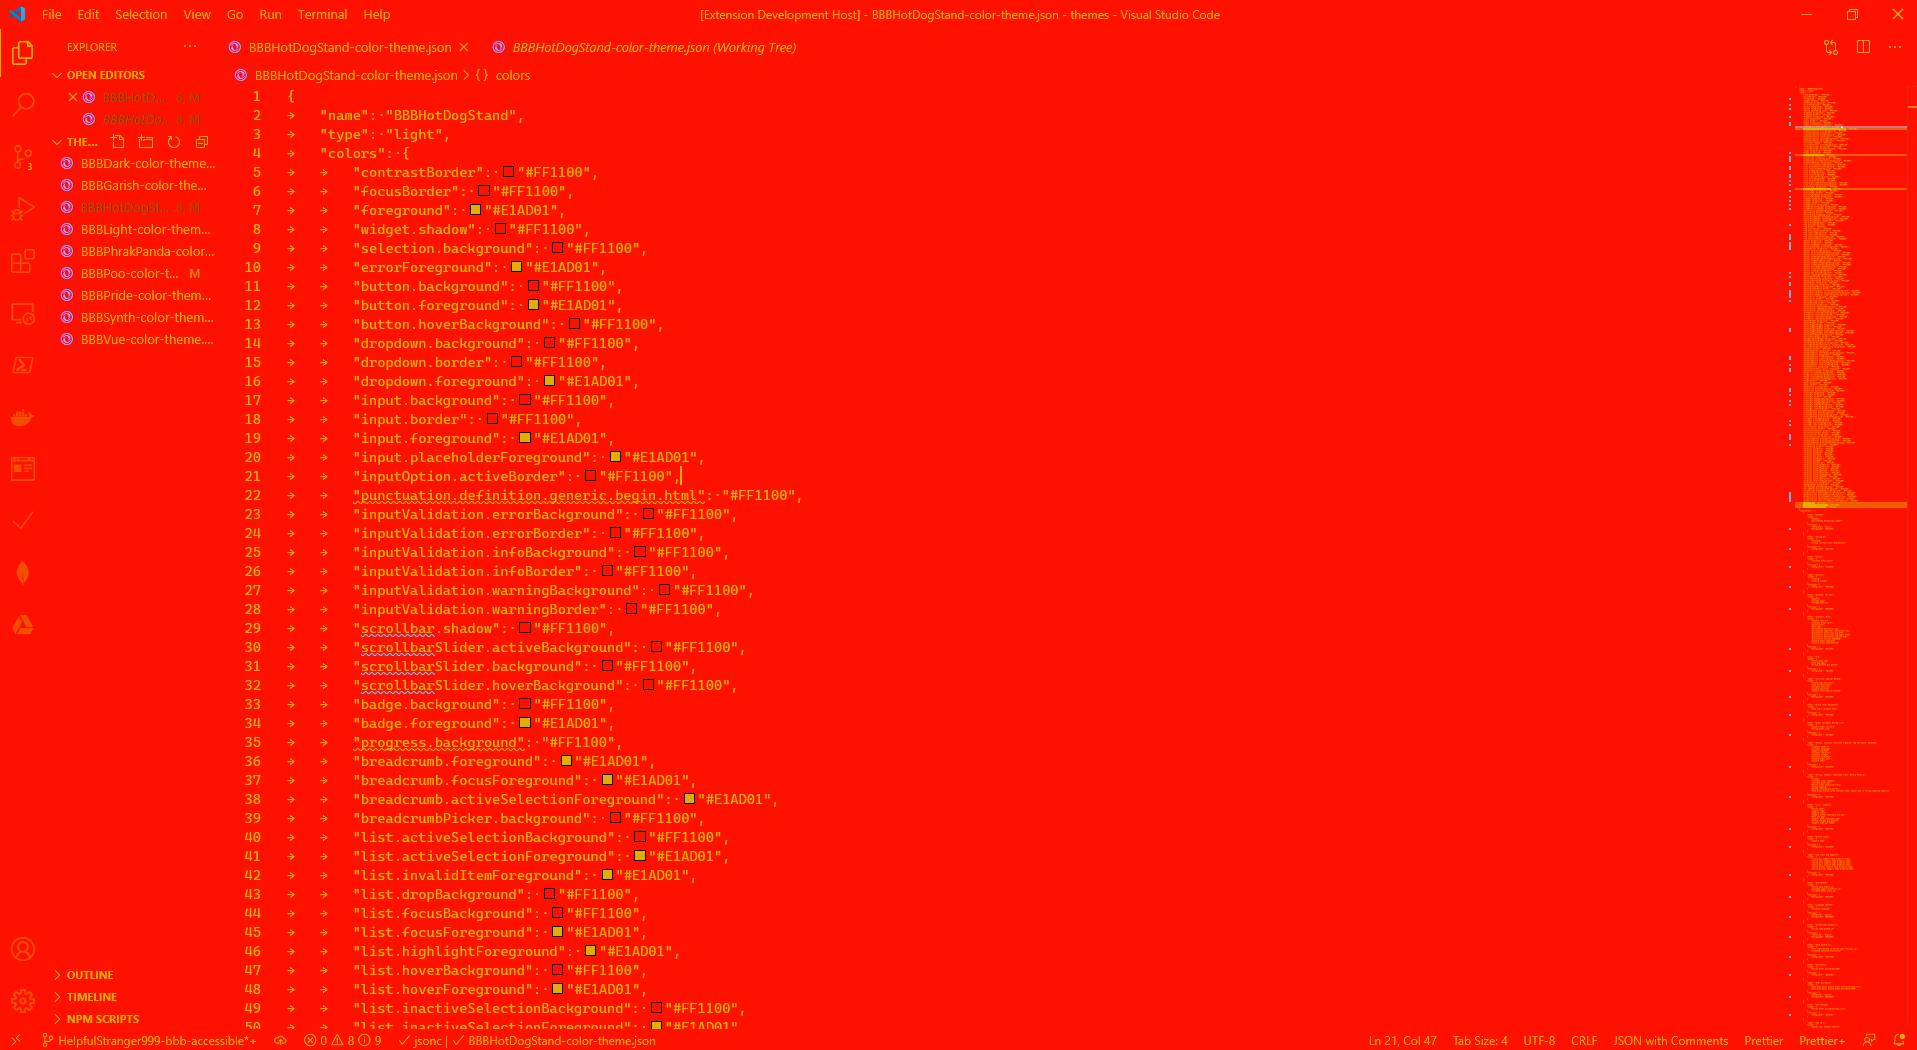 File Edit Selection View Go Run Terminal Help
[Extension Development Host] - BBBHotDogStand-color-theme.json - themes - Visual Studio Code
EXPLORER
BBBHotDogStand-color-theme.json
BBBHotDogStand-color-theme.json (Working Tree)
OPEN EDITORS
BBBHotDogStand-color-theme.json > {} colors
BBBHotD... 6, M
BBBHotDo... 6, M
THE...
BBBDark-color-theme...
BBBGarish-color-the...
BBBHotDogSt... 6, M
BBBLight-color-them...
BBBPhrakPanda-color...
BBBPoo-color-t... M
BBBPride-color-them...
BBBSynth-color-them...
BBBVue-color-theme....
3
OUTLINE
TIMELINE
NPM SCRIPTS
1 {
2 "name": "BBBHotDogStand",
3 "type": "light",
4 "colors": {
5 "contrastBorder": "#FF1100",
6 "focusBorder": "#FF1100",
7 "foreground": "#E1AD01",
8 "widget.shadow": "#FF1100",
9 "selection.background": "#FF1100",
10 "errorForeground": "#E1AD01",
11 "button.background": "#FF1100",
12 "button.foreground": "#E1AD01",
13 "button.hoverBackground": "#FF1100",
14 "dropdown.background": "#FF1100",
15 "dropdown.border": "#FF1100",
16 "dropdown.foreground": "#E1AD01",
17 "input.background": "#FF1100",
18 "input.border": "#FF1100",
19 "input.foreground": "#E1AD01",
20 "input.placeholderForeground": "#E1AD01",
21 "inputOption.activeBorder": "#FF1100",
22 "punctuation.definition.generic.begin.html": "#FF1100",
23 "inputValidation.errorBackground": "#FF1100",
24 "inputValidation.errorBorder": "#FF1100",
25 "inputValidation.infoBackground": "#FF1100",
26 "inputValidation.infoBorder": "#FF1100",
27 "inputValidation.warningBackground": "#FF1100",
28 "inputValidation.warningBorder": "#FF1100",
29 "scrollbar.shadow": "#FF1100",
30 "scrollbarSlider.activeBackground": "#FF1100",
31 "scrollbarSlider.background": "#FF1100",
32 "scrollbarSlider.hoverBackground": "#FF1100",
33 "badge.background": "#FF1100",
34 "badge.foreground": "#E1AD01",
35 "progress.background": "#FF1100",
36 "breadcrumb.foreground": "#E1AD01",
37 "breadcrumb.focusForeground": "#E1AD01",
38 "breadcrumb.activeSelectionForeground": "#E1AD01",
39 "breadcrumbPicker.background": "#FF1100",
40 "list.activeSelectionBackground": "#FF1100",
41 "list.activeSelectionForeground": "#E1AD01",
42 "list.invalidItemForeground": "#E1AD01",
43 "list.dropBackground": "#FF1100",
44 "list.focusBackground": "#FF1100",
45 "list.focusForeground": "#E1AD01",
46 "list.highlightForeground": "#E1AD01",
47 "list.hoverBackground": "#FF1100",
48 "list.hoverForeground": "#E1AD01",
49 "list.inactiveSelectionBackground": "#FF1100",
50 "list.inactiveSelectionForeground": "#E1AD01",
HelpfulStranger999-bbb-accessible*+ 0 8 9 jsonc | BBBHotDogStand-color-theme.json
Ln 21, Col 47 Tab Size: 4 UTF-8 CRLF JSON with Comments Prettier Prettier+